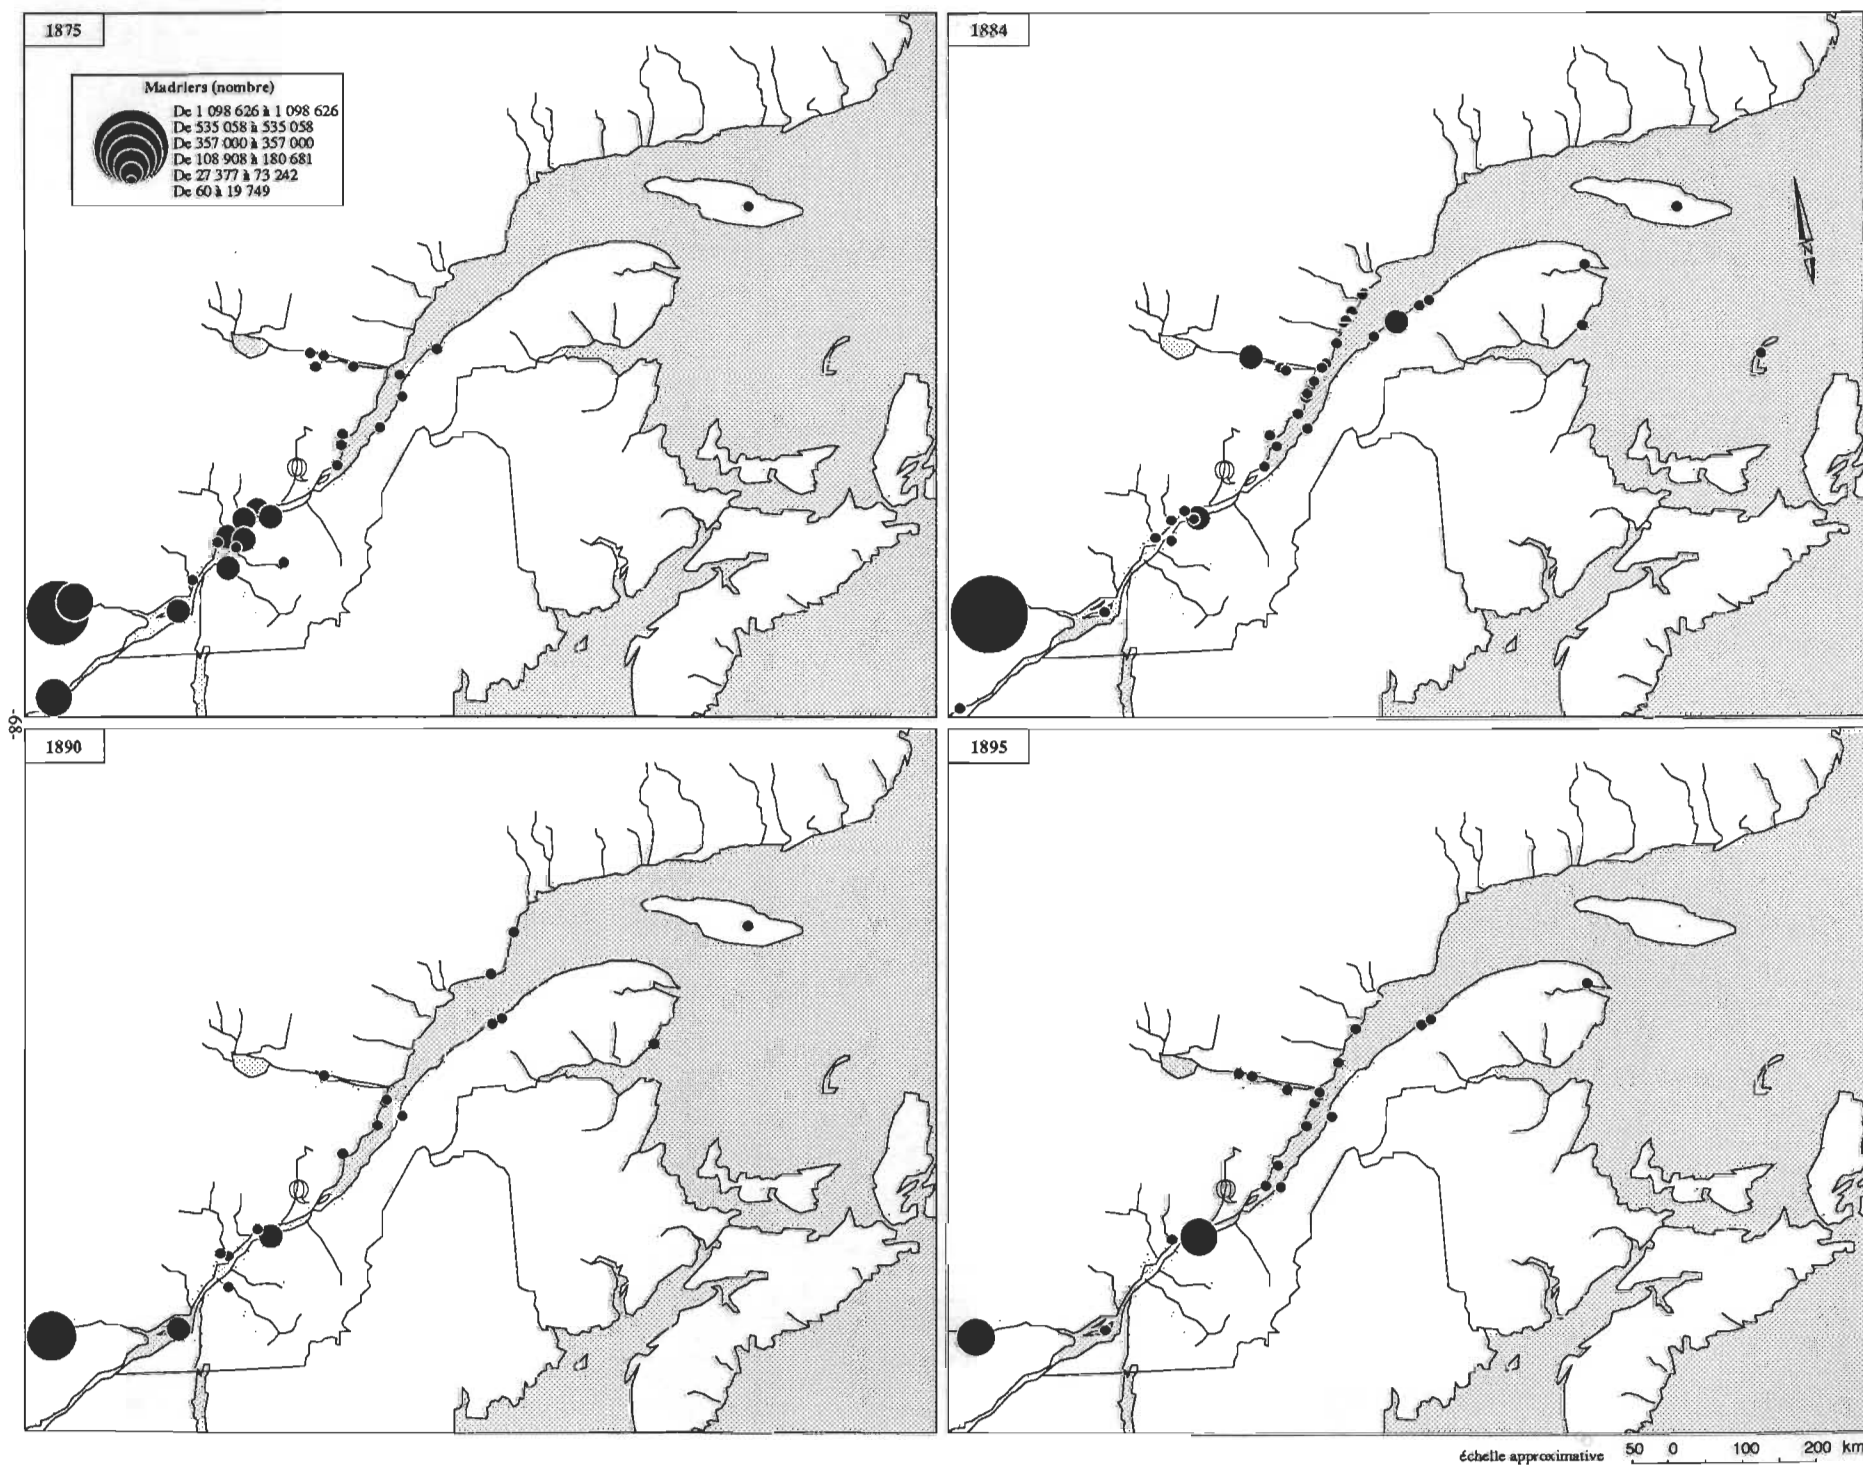 1875
Madriers (nombre)
De 1 098 626 à 1 098 626
De 535 058 à 535 058
De 357 000 à 357 000
De 108 908 à 180 681
De 27 377 à 73 242
De 60 à 19 749
1884
N
-89-
1890
1895
échelle approximative 50 0 100 200 km